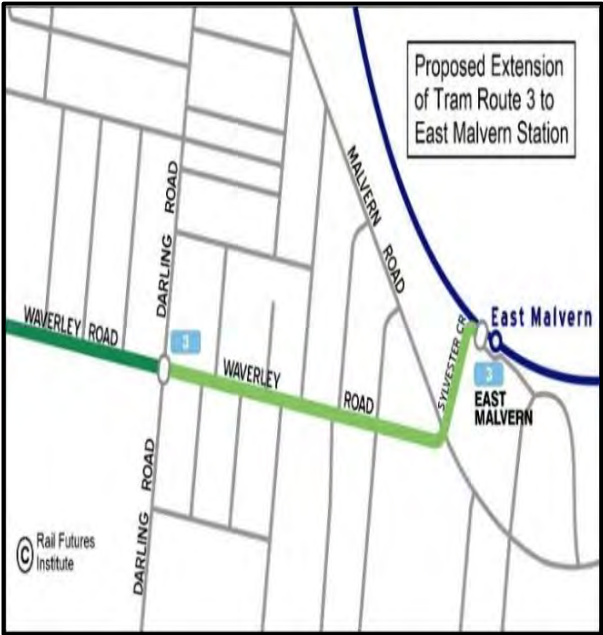 Proposed Extension
of Tram Route 3 to
East Malvern Station
MALVERN ROAD
DARLING ROAD
WAVERLEY ROAD
3
East Malvern
SYLVESTER CR
WAVERLEY ROAD
3
EAST
MALVERN
DARLING ROAD
© Rail Futures
Institute